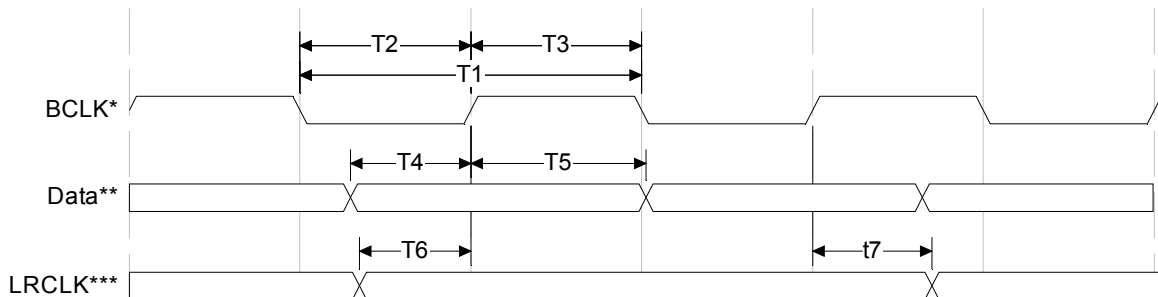 T2
T3
T1
BCLK*
T4
T5
Data**
T6
t7
LRCLK***